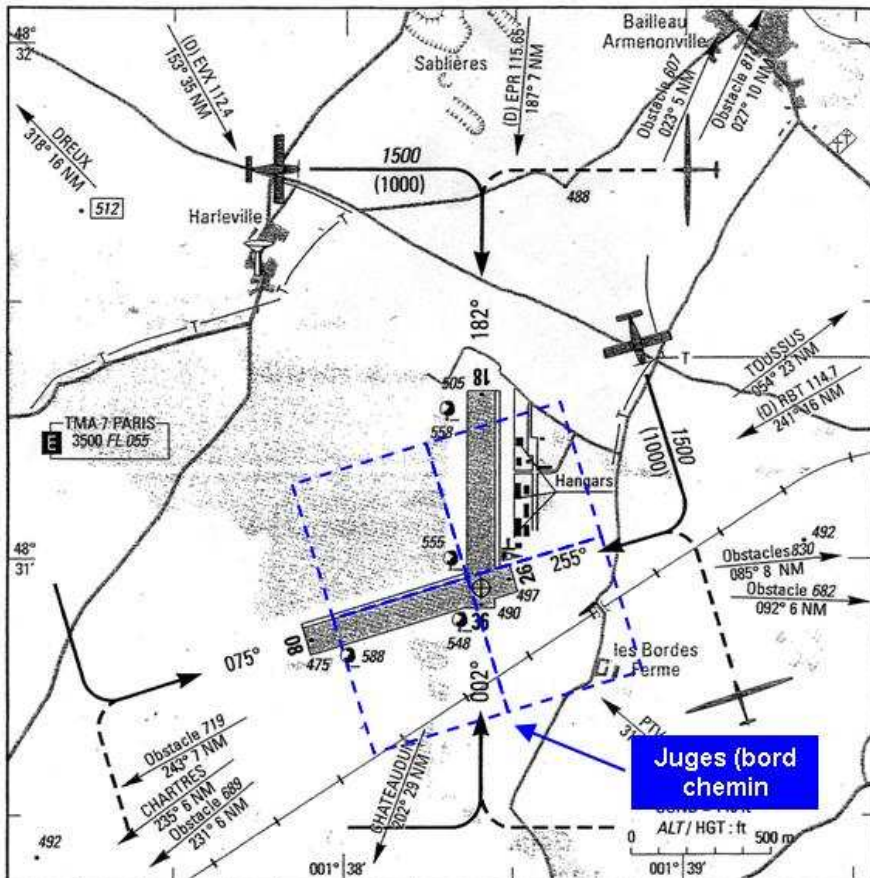 48°
32'
(D) EVX 112.4
153° 35 NM
Sablières
(D) EPR 115.65
187° 7 NM
Bailleau
Armenonville
Obstacle 607
023° 5 NM
Obstacle 814
027° 10 NM
DREUX
318° 16 NM
512
Harleville
1500
(1000)
488
182°
T
T
T
T
T
T
TOUSSUS
054° 23 NM
(D) RBT 114.7
241° 16 NM
18
505
558
E
TMA 7 PARIS
3500 FL 055
1500
(1000)
Hangars
48°
31'
555
26
255°
497
490
492
Obstacles 830
085° 8 NM
Obstacle 682
092° 6 NM
08
475
588
548
36
075°
002°
les Bordes
Ferme
Obstacle 719
243° 7 NM
CHARTRES
235° 6 NM
Obstacle 689
231° 6 NM
CHATEAUDUN
202° 29 NM
Juges (bord
chemin
ALT / HGT : ft
0 500 m
492
001° 38'
001° 39'